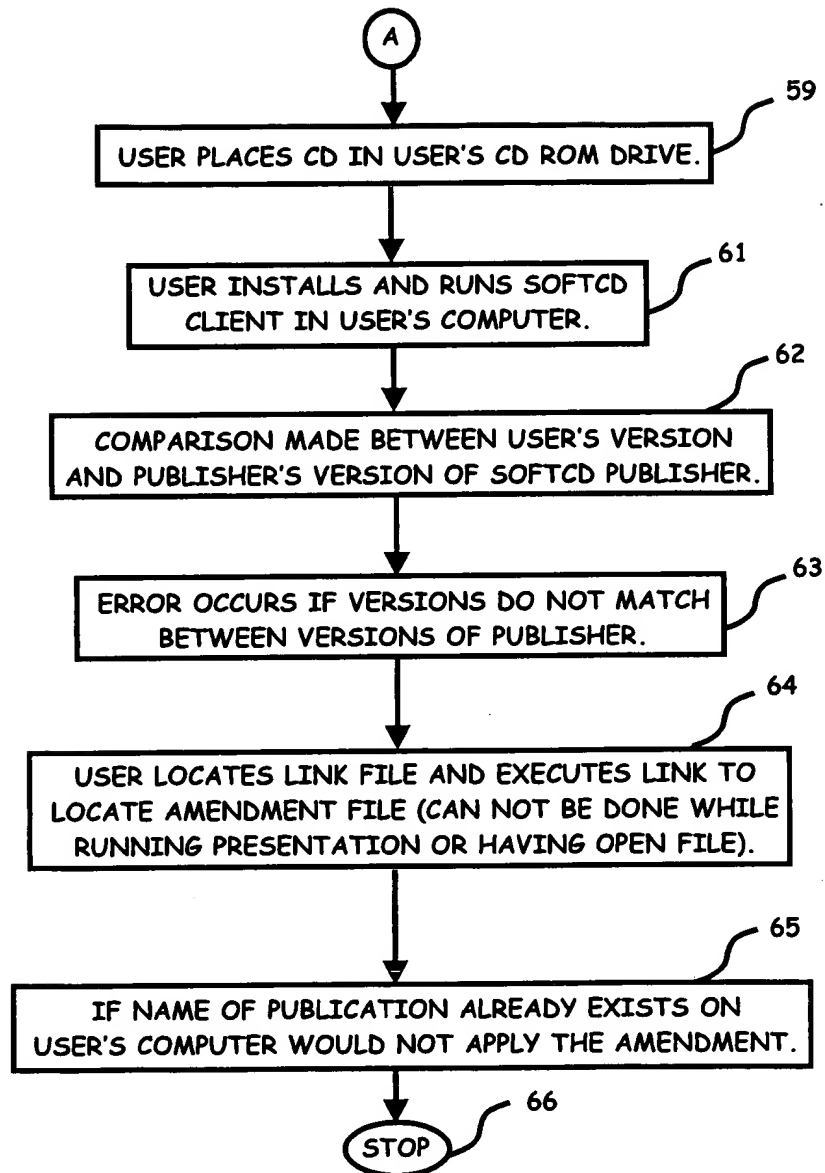 A
59
USER PLACES CD IN USER'S CD ROM DRIVE.
61
USER INSTALLS AND RUNS SOFTCD
CLIENT IN USER'S COMPUTER.
62
COMPARISON MADE BETWEEN USER'S VERSION
AND PUBLISHER'S VERSION OF SOFTCD PUBLISHER.
63
ERROR OCCURS IF VERSIONS DO NOT MATCH
BETWEEN VERSIONS OF PUBLISHER.
64
USER LOCATES LINK FILE AND EXECUTES LINK TO
LOCATE AMENDMENT FILE (CAN NOT BE DONE WHILE
RUNNING PRESENTATION OR HAVING OPEN FILE).
65
IF NAME OF PUBLICATION ALREADY EXISTS ON
USER'S COMPUTER WOULD NOT APPLY THE AMENDMENT.
66
STOP